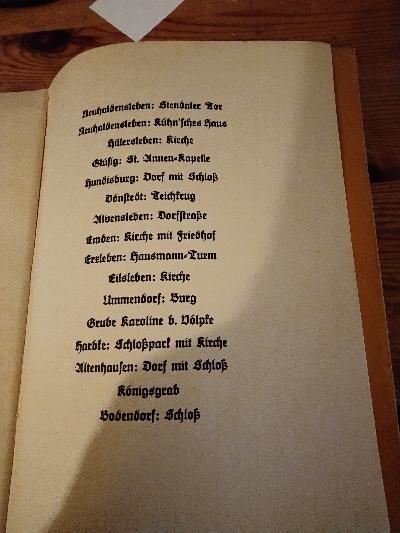 Neuhaldensleben: Stendaler Tor
Neuhaldensleben: Kühn'sches Haus
Hillersleben: Kirche
Glüsig: St. Annen-Kapelle
Hundisburg: Dorf mit Schloß
Dönstedt: Teichkrug
Alvensleben: Dorfstraße
Emden: Kirche mit Friedhof
Erxleben: Hausmann-Turm
Eilsleben: Kirche
Ummendorf: Burg
Grube Karoline b. Völpke
Harbke: Schloßpark mit Kirche
Altenhausen: Dorf mit Schloß
Königsgrab
Bodendorf: Schloß